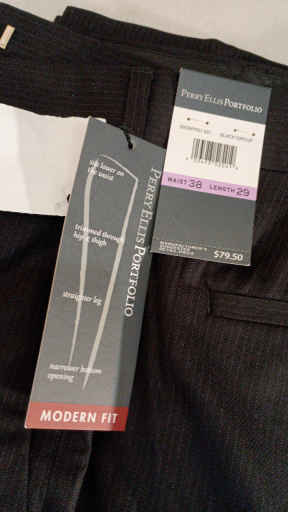 PERRY ELLIS PORTFOLIO
WAIST 38 LENGTH 29
MANUFACTURER'S
$79.50
sits lower on
the waist
trimmed through
hip & thigh
straighter leg
narrower bottom
opening
PERRY ELLIS PORTFOLIO
MODERN FIT